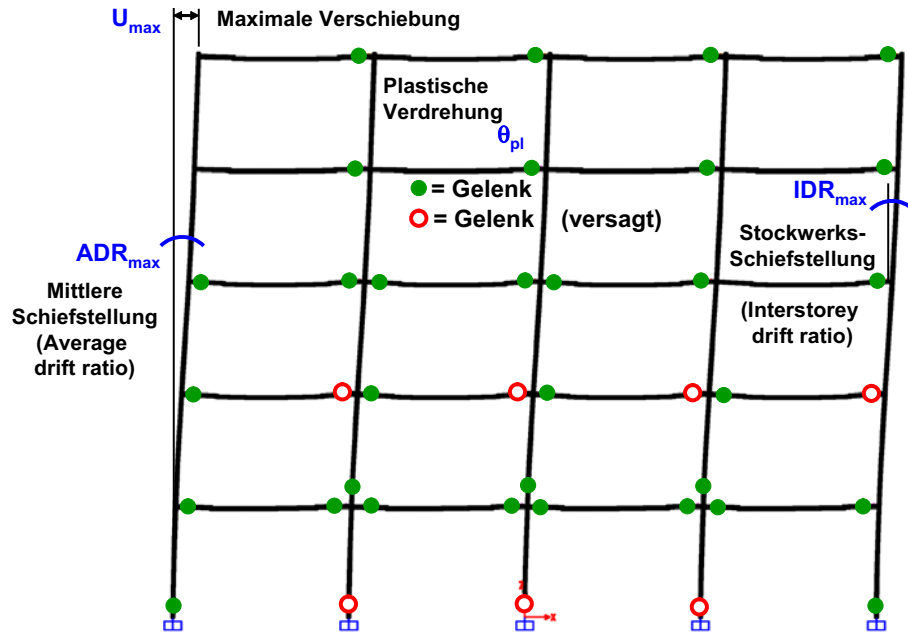 U_max
Maximale Verschiebung
Plastische
Verdrehung
θ_pl
= Gelenk
= Gelenk (versagt)
IDR_max
ADR_max
Stockwerks-
Schiefstellung
Mittlere
Schiefstellung
(Average
drift ratio)
(Interstorey
drift ratio)
z
x